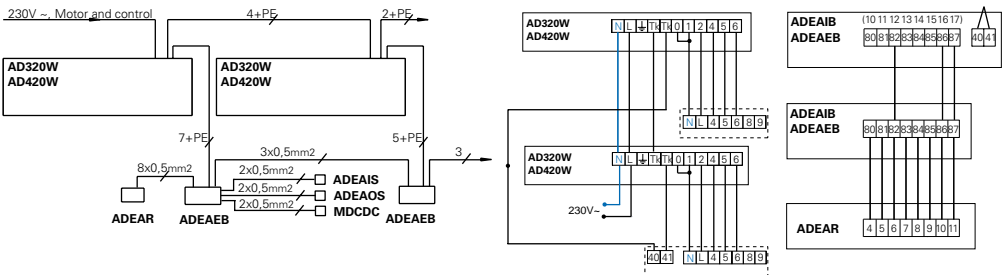 230V ~, Motor and control
4+PE
2+PE
AD320W
AD420W
AD320W
AD420W
7+PE
5+PE
3x0,5mm2
3
8x0,5mm2
2x0,5mm2
ADEAIS
2x0,5mm2
ADEAOS
2x0,5mm2
MDCDC
ADEAR
ADEAEB
ADEAEB
AD320W
AD420W
N L Tk Tk 0 1 2 4 5 6
N L 4 5 6 8 9
AD320W
AD420W
N L Tk Tk 0 1 2 4 5 6
230V~
40 41
N L 4 5 6 8 9
ADEAIB
ADEAEB
(10 11 12 13 14 15 16 17)
80 81 82 83 84 85 86 87
40 41
ADEAIB
ADEAEB
80 81 82 83 84 85 86 87
ADEAR
4 5 6 7 8 9 10 11